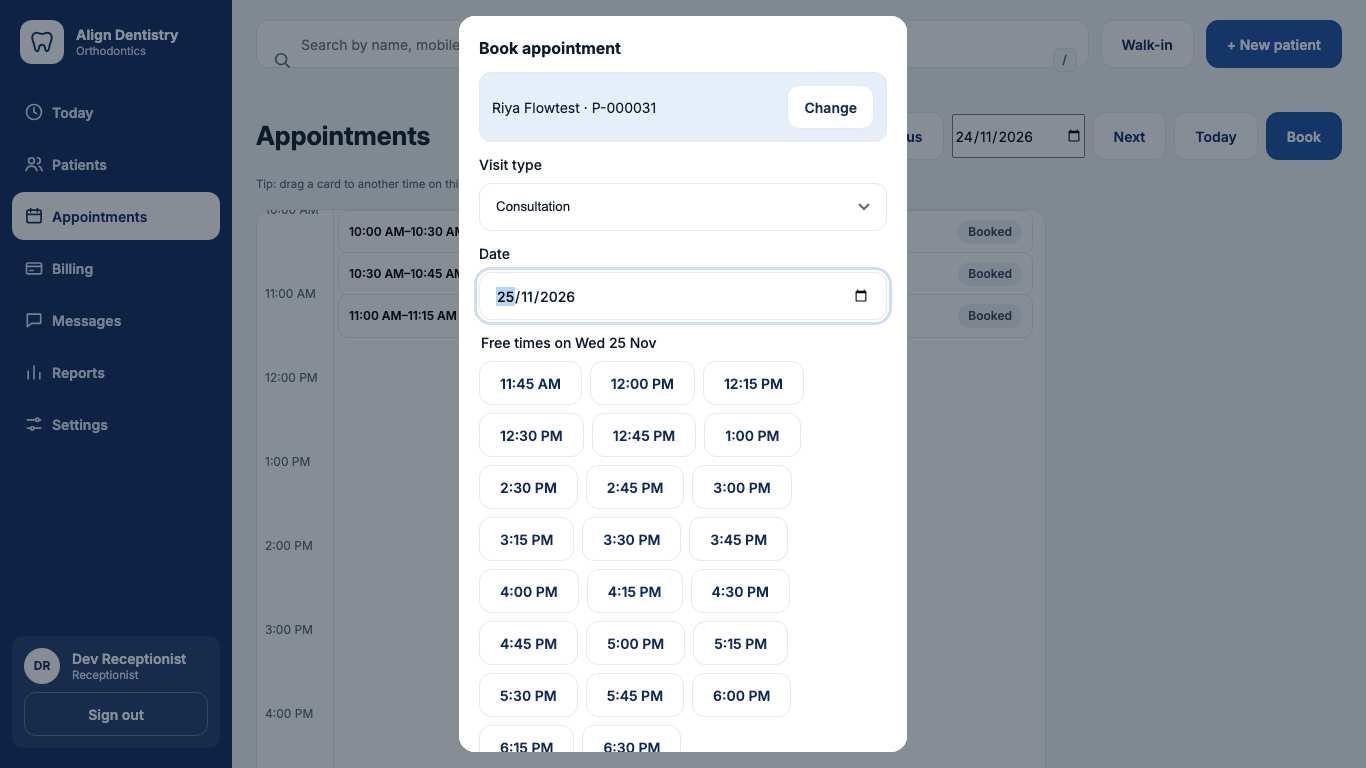 Align Dentistry
Orthodontics
Today
Patients
Appointments
Billing
Messages
Reports
Settings
DR
Dev Receptionist
Receptionist
Sign out
Search by name, mobile
/
Walk-in
+ New patient
Appointments
us
24/11/2026
Next
Today
Book
Tip: drag a card to another time on thi
10:00 AM
10:00 AM–10:30 AM
Booked
10:30 AM–10:45 AM
Booked
11:00 AM
11:00 AM–11:15 AM
Booked
12:00 PM
1:00 PM
2:00 PM
3:00 PM
4:00 PM
Book appointment
Riya Flowtest · P-000031
Change
Visit type
Consultation
Date
25/11/2026
Free times on Wed 25 Nov
11:45 AM 12:00 PM 12:15 PM
12:30 PM 12:45 PM 1:00 PM
2:30 PM 2:45 PM 3:00 PM
3:15 PM 3:30 PM 3:45 PM
4:00 PM 4:15 PM 4:30 PM
4:45 PM 5:00 PM 5:15 PM
5:30 PM 5:45 PM 6:00 PM
6:15 PM 6:30 PM